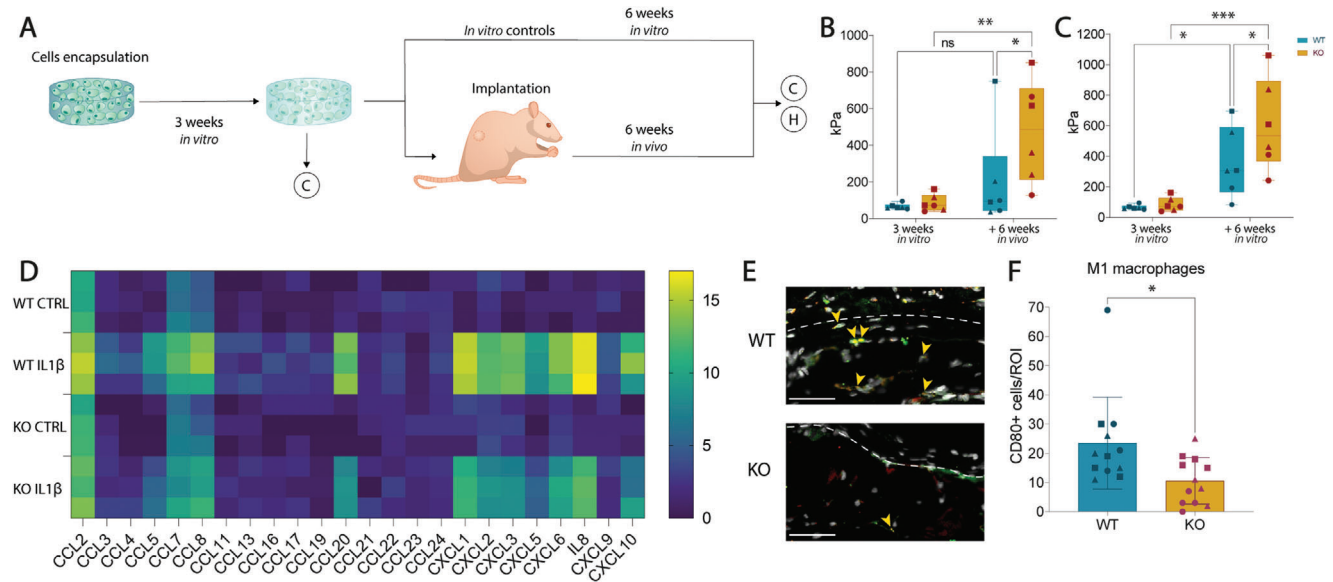 A
Cells encapsulation
3 weeks
in vitro
C
In vitro controls
6 weeks
in vitro
Implantation
6 weeks
in vivo
C
H
B
**
ns
*
kPa
1000
800
600
400
200
0
3 weeks
in vitro
+ 6 weeks
in vivo
C
***
*
*
kPa
1200
1000
800
600
400
200
0
3 weeks
in vitro
+ 6 weeks
in vitro
WT
KO
D
WT CTRL
WT IL1β
KO CTRL
KO IL1β
CCL2
CCL3
CCL4
CCL5
CCL7
CCL8
CCL11
CCL13
CCL16
CCL17
CCL19
CCL20
CCL21
CCL22
CCL23
CCL24
CXCL1
CXCL2
CXCL3
CXCL5
CXCL6
IL8
CXCL9
CXCL10
15
10
5
0
E
WT
KO
F
M1 macrophages
*
CD80+ cells/ROI
70
60
50
40
30
20
10
0
WT
KO